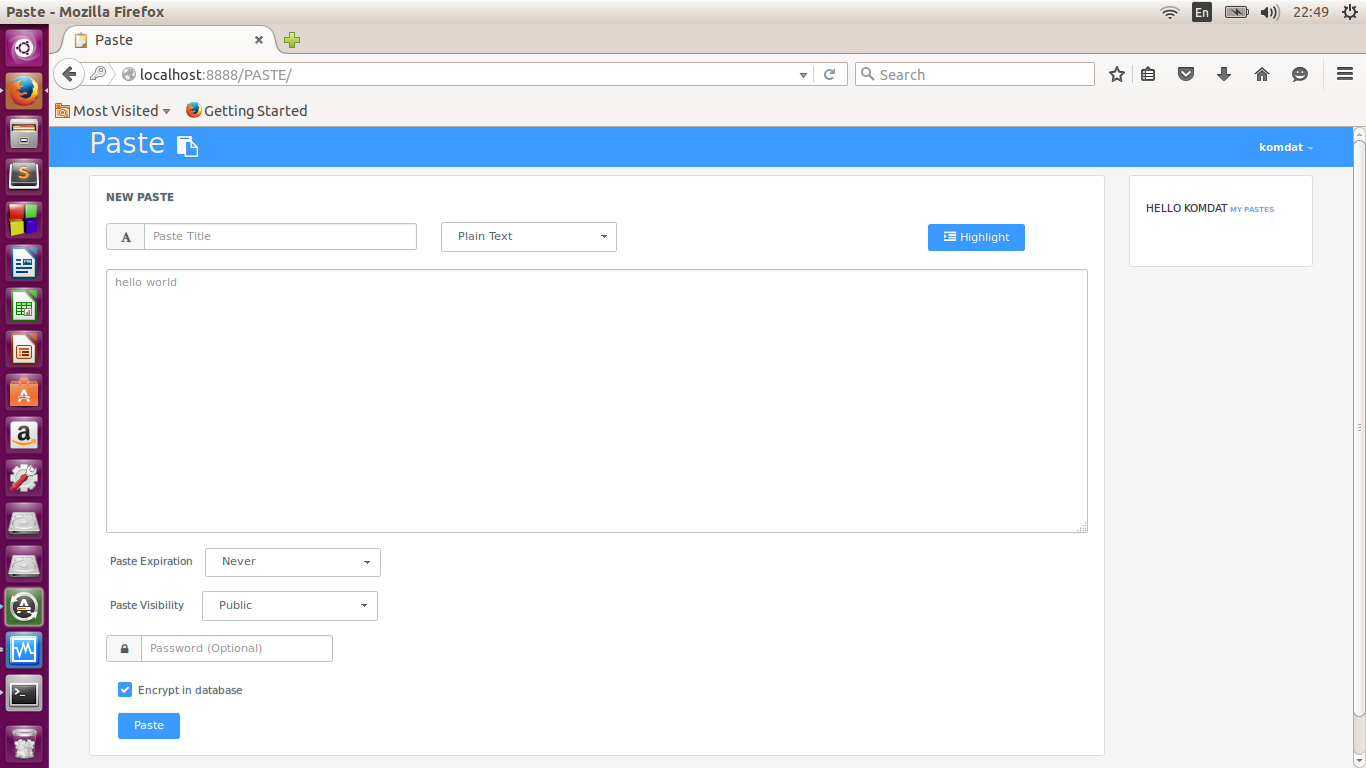 Paste - Mozilla Firefox
En
22:49
Paste
localhost:8888/PASTE/
Search
Most Visited
Getting Started
Paste
komdat
NEW PASTE
HELLO KOMDAT MY PASTES
A
Paste Title
Plain Text
Highlight
hello world
Paste Expiration
Never
Paste Visibility
Public
Password (Optional)
Encrypt in database
Paste